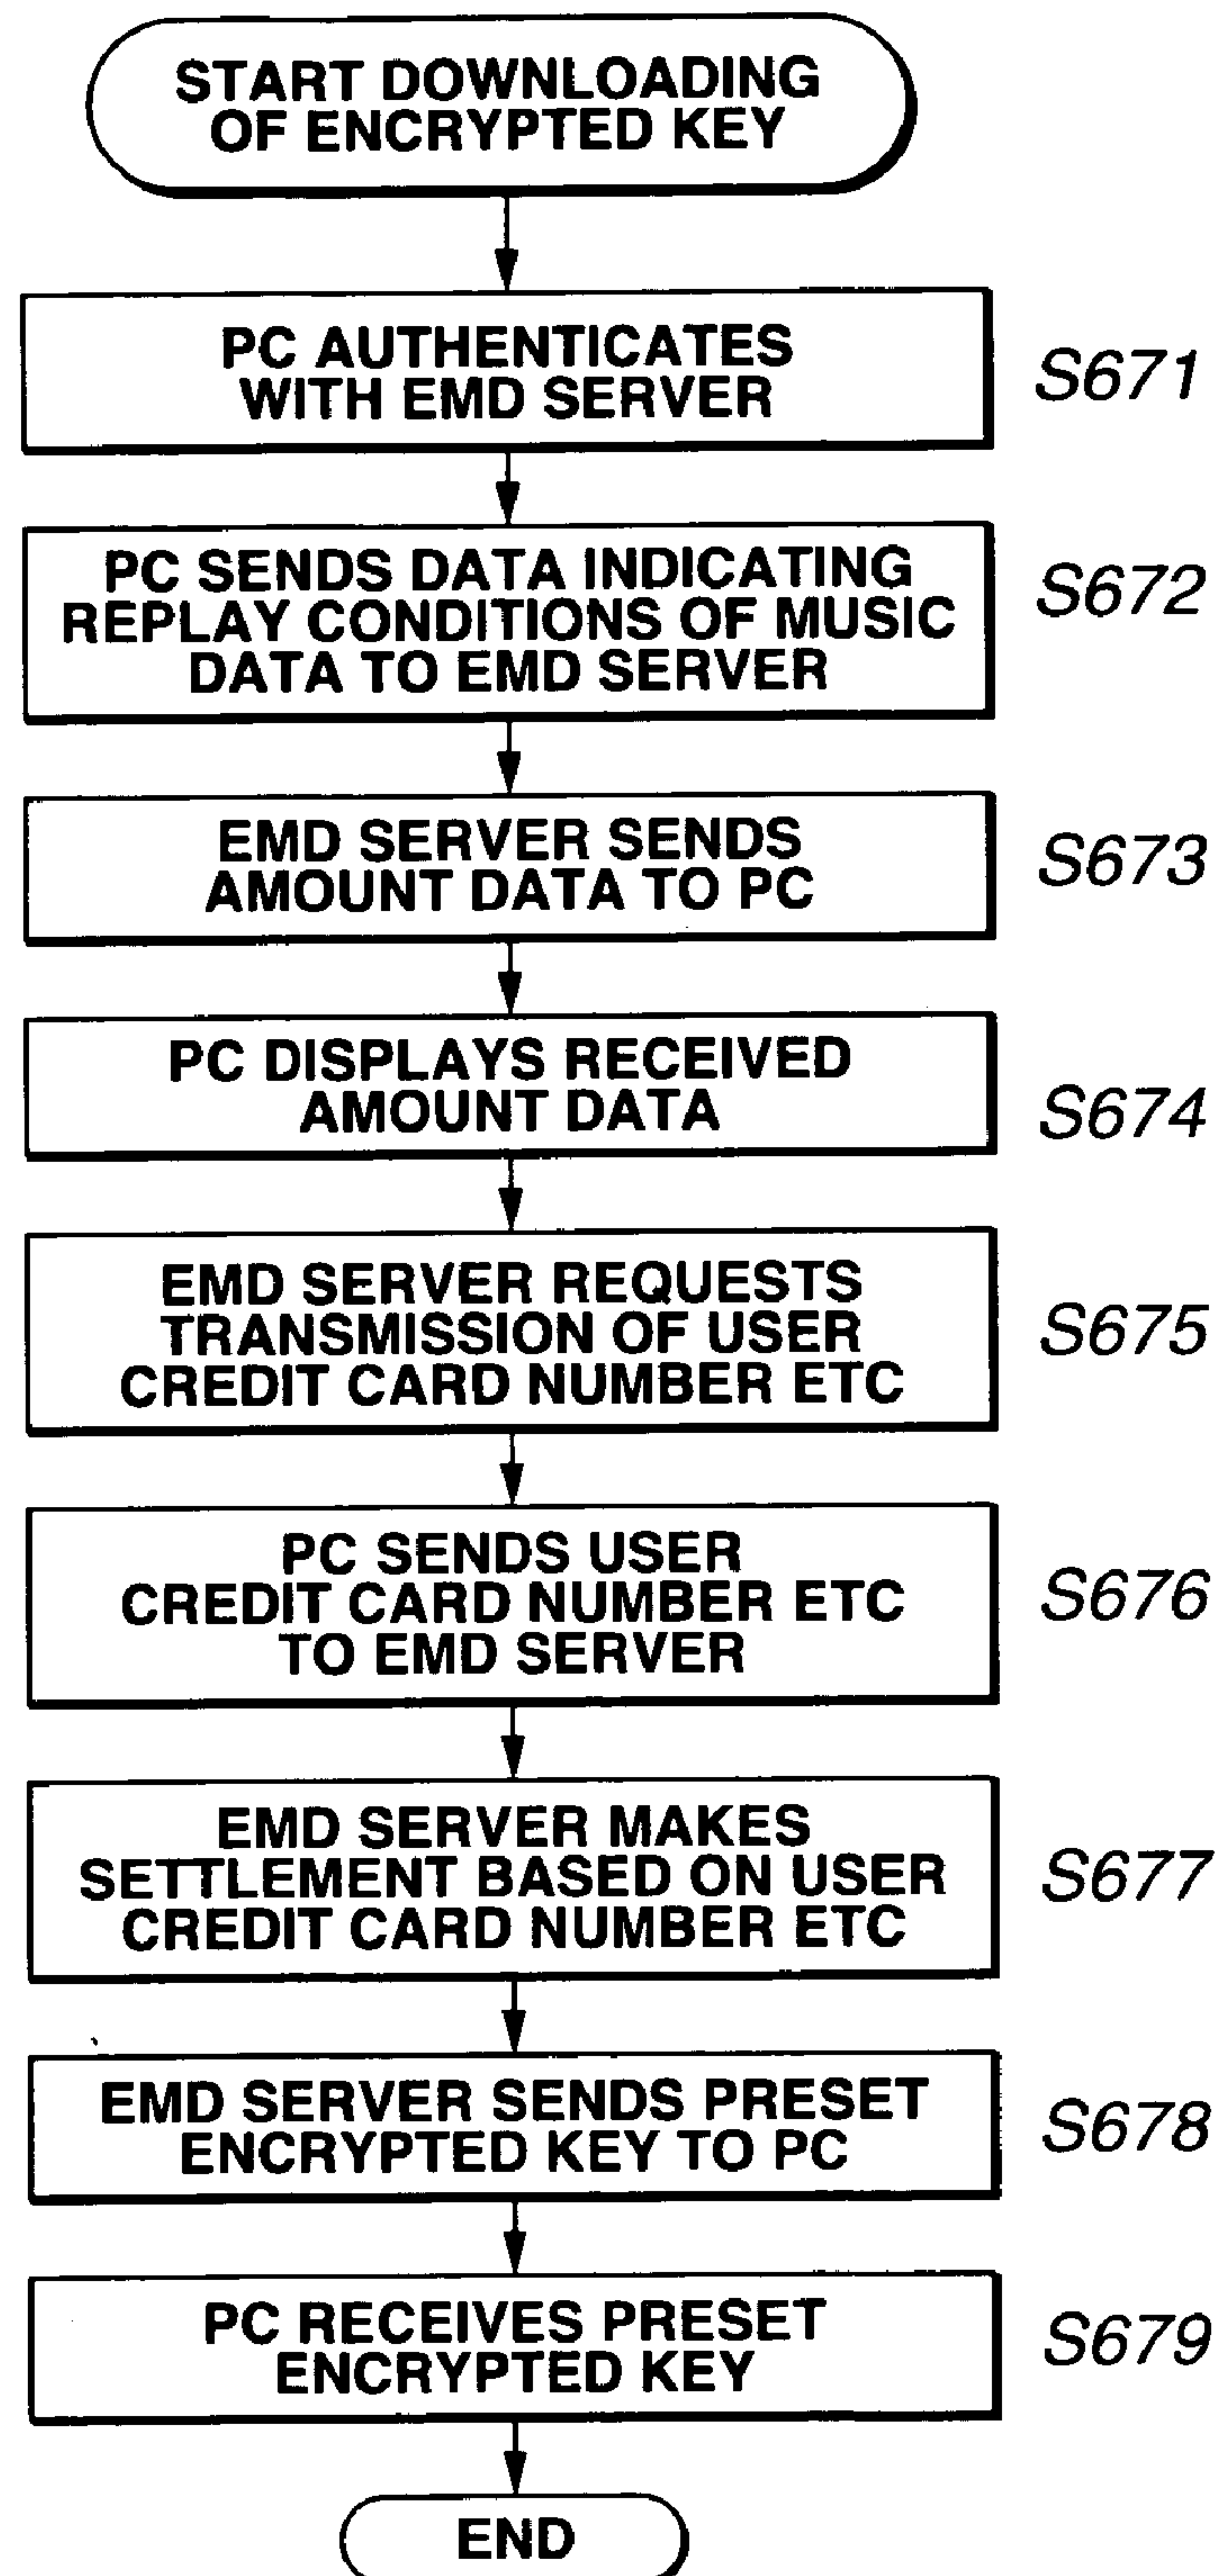 START DOWNLOADING
OF ENCRYPTED KEY
PC AUTHENTICATES
WITH EMD SERVER
S671
PC SENDS DATA INDICATING
REPLAY CONDITIONS OF MUSIC
DATA TO EMD SERVER
S672
EMD SERVER SENDS
AMOUNT DATA TO PC
S673
PC DISPLAYS RECEIVED
AMOUNT DATA
S674
EMD SERVER REQUESTS
TRANSMISSION OF USER
CREDIT CARD NUMBER ETC
S675
PC SENDS USER
CREDIT CARD NUMBER ETC
TO EMD SERVER
S676
EMD SERVER MAKES
SETTLEMENT BASED ON USER
CREDIT CARD NUMBER ETC
S677
EMD SERVER SENDS PRESET
ENCRYPTED KEY TO PC
S678
PC RECEIVES PRESET
ENCRYPTED KEY
S679
END